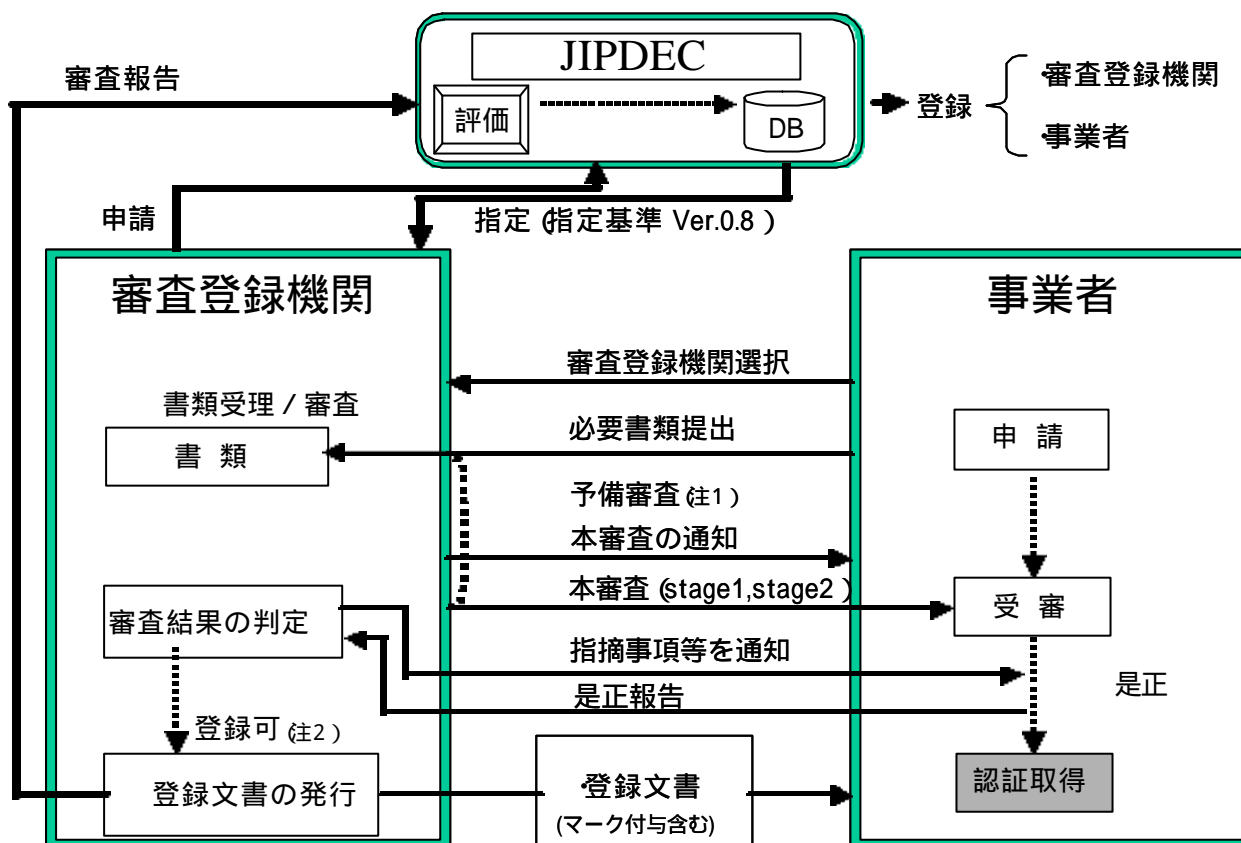 JIPDEC
審査報告
評価
DB
登録
・審査登録機関
・事業者
申請
指定（指定基準 Ver.0.8）
審査登録機関
事業者
審査登録機関選択
書類受理 / 審査
必要書類提出
書 類
申 請
予備審査（注1）
本審査の通知
本審査（stage1,stage2）
受 審
審査結果の判定
指摘事項等を通知
是正
是正報告
登録可（注2）
登録文書の発行
・登録文書
(マーク付与含む)
認証取得